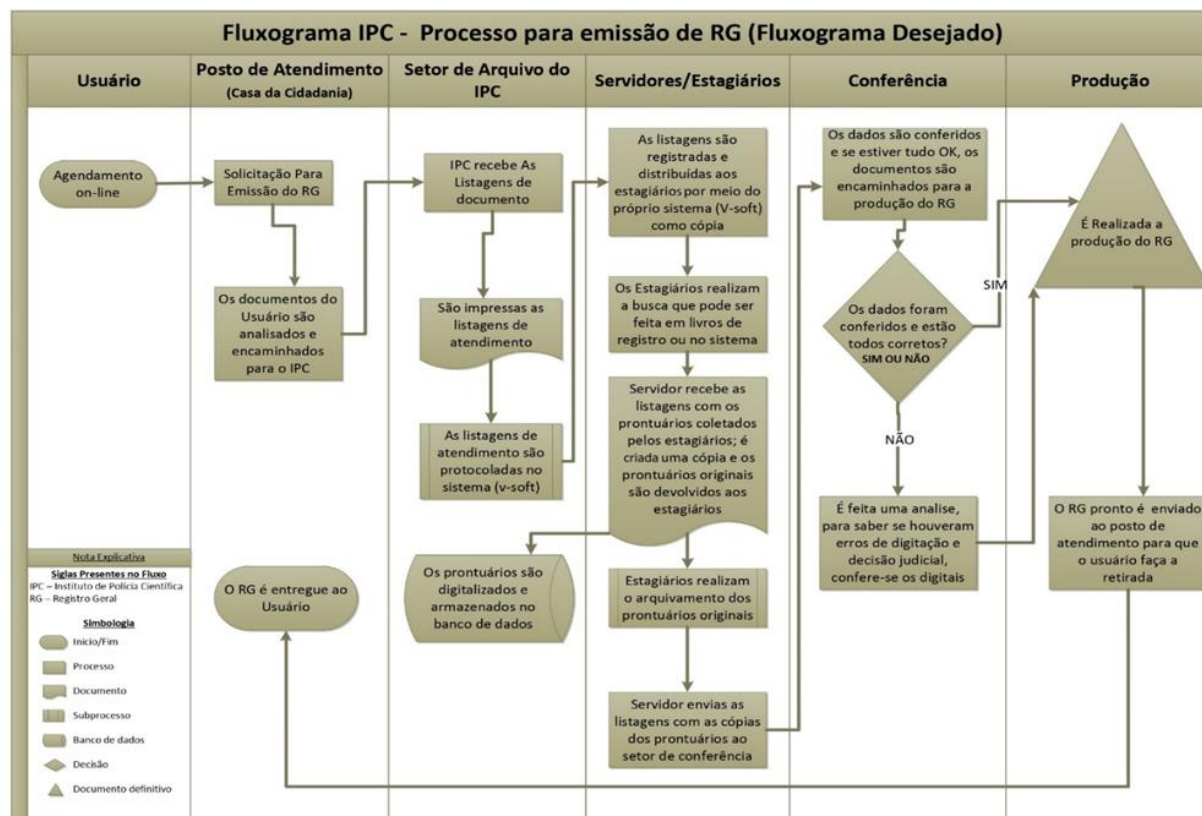 Fluxograma IPC - Processo para emissão de RG (Fluxograma Desejado)
Usuário
Posto de Atendimento
(Casa da Cidadania)
Setor de Arquivo do
IPC
Servidores/Estagiários
Conferência
Produção
Agendamento
on-line
Solicitação Para
Emissão do RG
Os documentos do
Usuário são
analisados e
encaminhados
para o IPC
IPC recebe As
Listagens de
documento
São impressas as
listagens de
atendimento
As listagens de
atendimento são
protocoladas no
sistema (v-soft)
As listagens são
registradas e
distribuídas aos
estagiários por meio do
próprio sistema (V-soft)
como cópia
Os Estagiários realizam
a busca que pode ser
feita em livros de
registro ou no sistema
Servidor recebe as
listagens com os
prontuários coletados
pelos estagiários; é
criada uma cópia e os
prontuários originais
são devolvidos aos
estagiários
Os prontuários são
digitalizados e
armazenados no
banco de dados
Estagiários realizam
o arquivamento dos
prontuários originais
Servidor envias as
listagens com as cópias
dos prontuários ao
setor de conferência
Os dados são conferidos
e se estiver tudo OK, os
documentos são
encaminhados para a
produção do RG
Os dados foram
conferidos e estão
todos corretos?
SIM OU NÃO
SIM
NÃO
É feita uma analise,
para saber se houveram
erros de digitação e
decisão judicial,
confere-se os digitais
É Realizada a
produção do RG
O RG pronto é enviado
ao posto de
atendimento para que
o usuário faça a
retirada
O RG é entregue ao
Usuário
Nota Explicativa
Siglas Presentes no Fluxo
IPC – Instituto de Polícia Científica
RG – Registro Geral
Simbologia
Inicio/Fim
Processo
Documento
Subprocesso
Banco de dados
Decisão
Documento definitivo